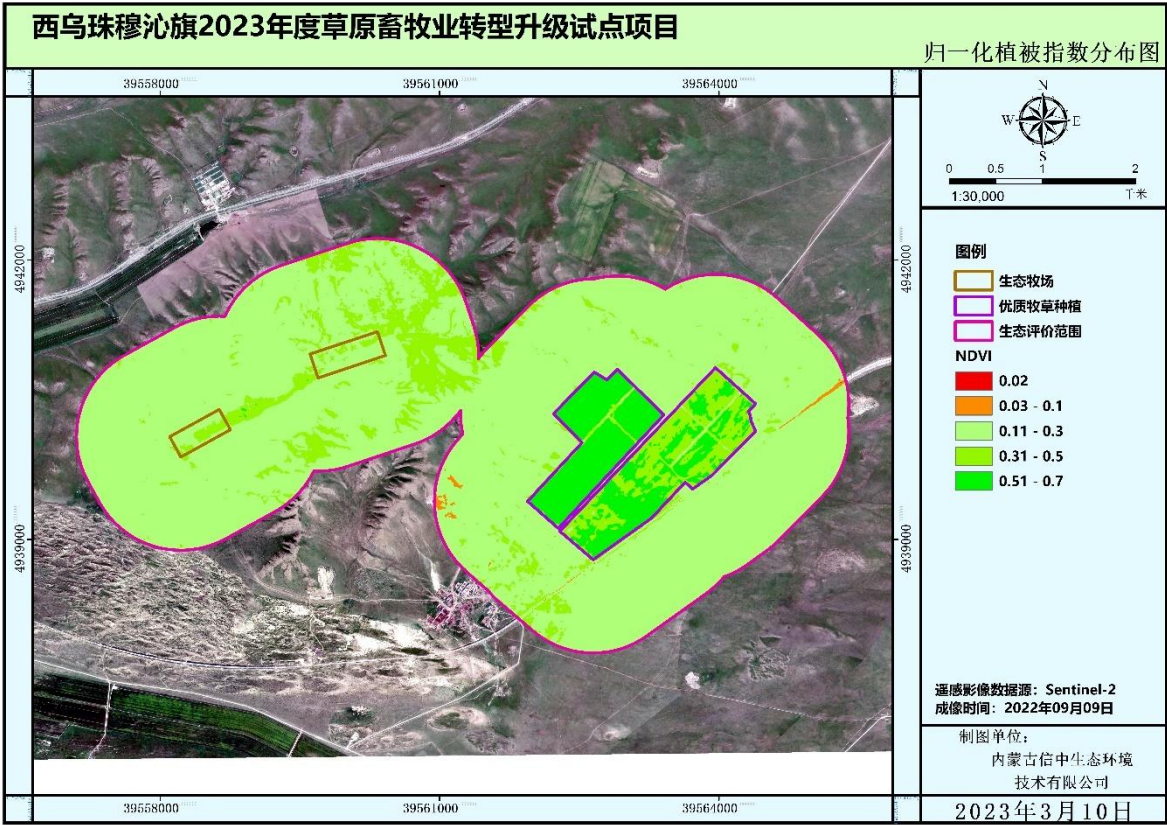 西乌珠穆沁旗2023年度草原畜牧业转型升级试点项目
归一化植被指数分布图
39558000
39561000
39564000
4942000
4939000
4942000
4939000
39558000
39561000
39564000
N
W
E
S
0
0.5
1
2
1:30,000
千米
图例
生态牧场
优质牧草种植
生态评价范围
NDVI
0.02
0.03 - 0.1
0.11 - 0.3
0.31 - 0.5
0.51 - 0.7
遥感影像数据源：Sentinel-2
成像时间：2022年09月09日
制图单位：
内蒙古信中生态环境
技术有限公司
2023年3月10日